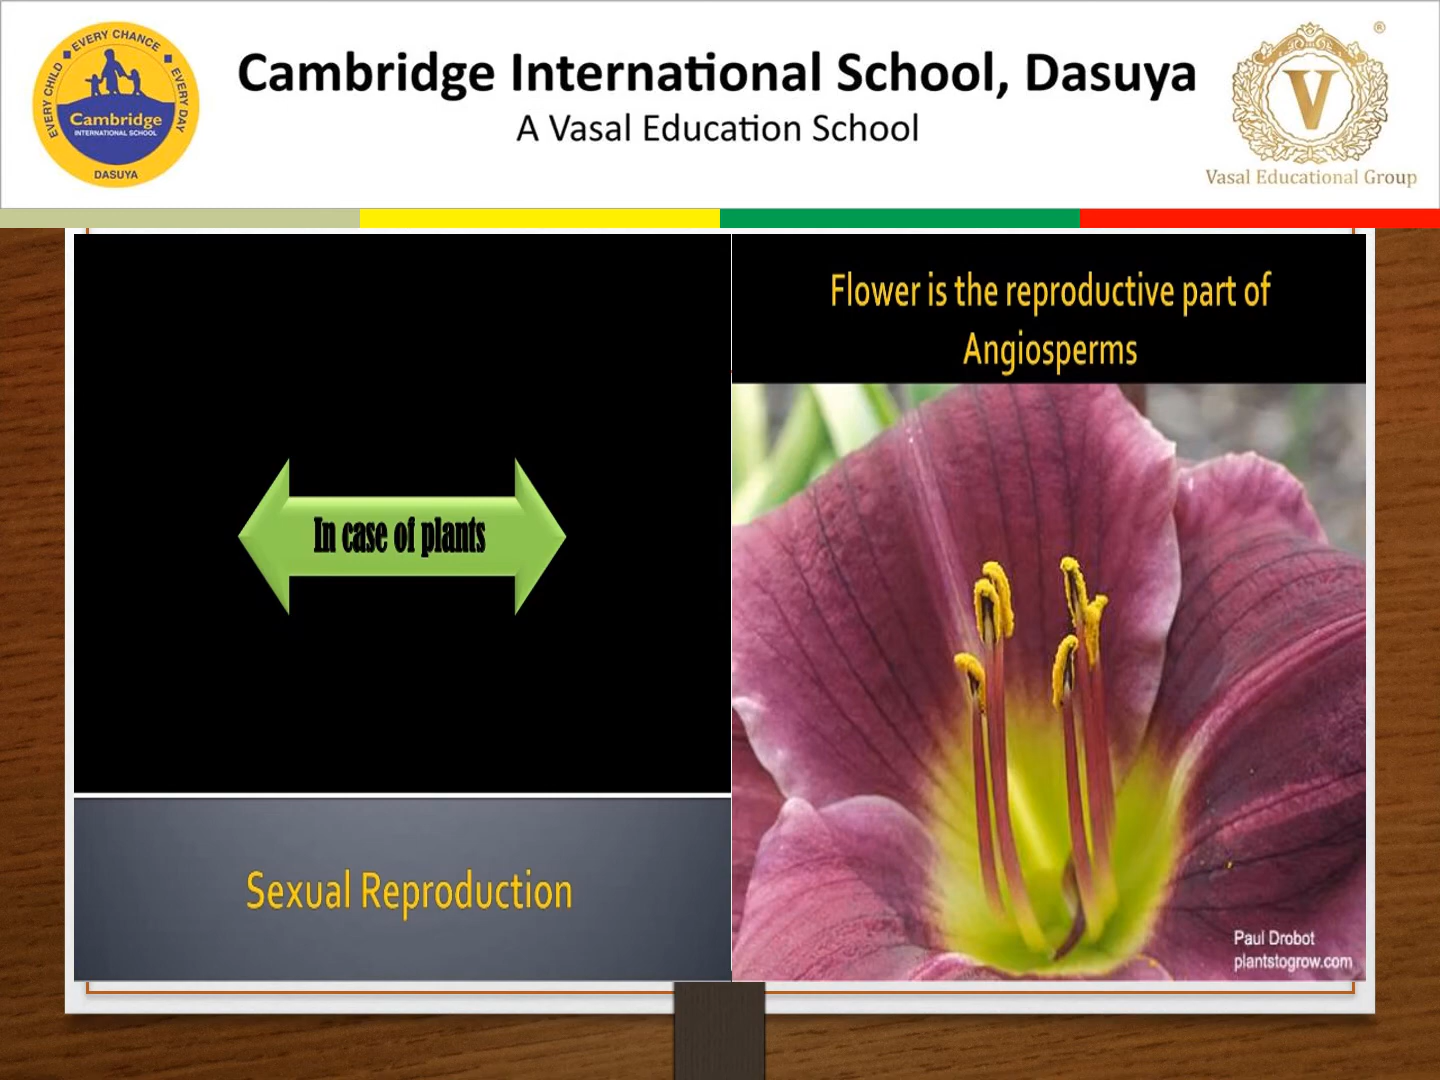 EVERY CHILD EVERY CHANCE EVERY DAY
Cambridge
INTERNATIONAL SCHOOL
DASUYA
Cambridge International School, Dasuya
A Vasal Education School
®
V
Vasal Educational Group
In case of plants
Sexual Reproduction
Flower is the reproductive part of
Angiosperms
Paul Drobot
plantstogrow.com